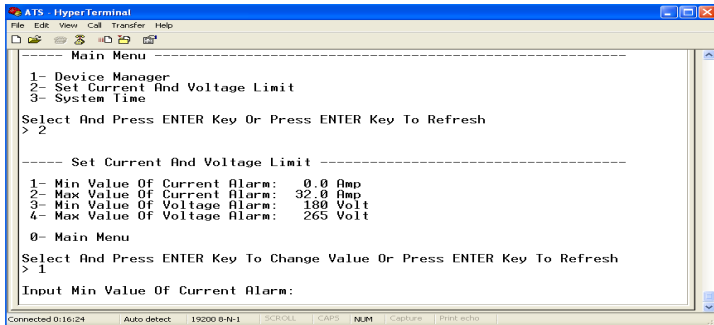 ATS - HyperTerminal
File Edit View Call Transfer Help
----- Main Menu ---------------------------------------------------------
1- Device Manager
2- Set Current And Voltage Limit
3- System Time
Select And Press ENTER Key Or Press ENTER Key To Refresh
> 2
----- Set Current And Voltage Limit -------------------------------------
1- Min Value Of Current Alarm: 0.0 Amp
2- Max Value Of Current Alarm: 32.0 Amp
3- Min Value Of Voltage Alarm: 180 Volt
4- Max Value Of Voltage Alarm: 265 Volt
0- Main Menu
Select And Press ENTER Key To Change Value Or Press ENTER Key To Refresh
> 1
Input Min Value Of Current Alarm:
Connected 0:16:24 Auto detect 19200 8-N-1 SCROLL CAPS NUM Capture Print echo